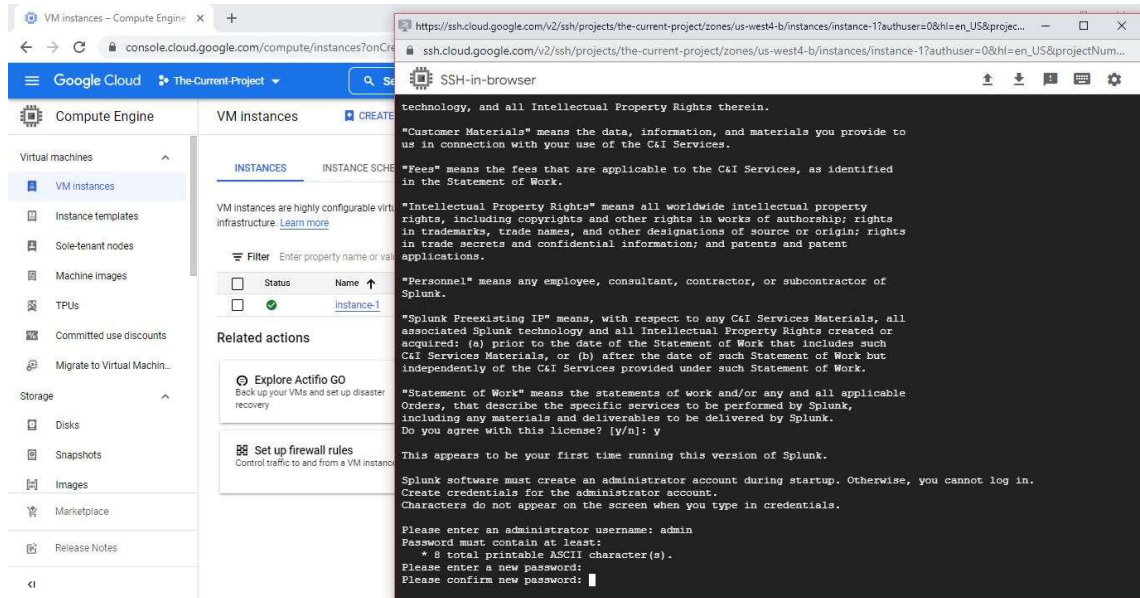 VM instances – Compute Engine
console.cloud.google.com/compute/instances?onCre
Google Cloud
The-Current-Project
Se
Compute Engine
Virtual machines
VM instances
Instance templates
Sole-tenant nodes
Machine images
TPUs
Committed use discounts
Migrate to Virtual Machin...
Storage
Disks
Snapshots
Images
Marketplace
Release Notes
VM instances
CREATE
INSTANCES
INSTANCE SCHE
VM instances are highly configurable virtu
infrastructure. Learn more
Filter Enter property name or val
Status Name
instance-1
Related actions
Explore Actifio GO
Back up your VMs and set up disaster
recovery
Set up firewall rules
Control traffic to and from a VM instance
https://ssh.cloud.google.com/v2/ssh/projects/the-current-project/zones/us-west4-b/instances/instance-1?authuser=0&hl=en_US&projec...
ssh.cloud.google.com/v2/ssh/projects/the-current-project/zones/us-west4-b/instances/instance-1?authuser=0&hl=en_US&projectNum...
SSH-in-browser
technology, and all Intellectual Property Rights therein.
"Customer Materials" means the data, information, and materials you provide to
us in connection with your use of the C&I Services.
"Fees" means the fees that are applicable to the C&I Services, as identified
in the Statement of Work.
"Intellectual Property Rights" means all worldwide intellectual property
rights, including copyrights and other rights in works of authorship; rights
in trademarks, trade names, and other designations of source or origin; rights
in trade secrets and confidential information; and patents and patent
applications.
"Personnel" means any employee, consultant, contractor, or subcontractor of
Splunk.
"Splunk Preexisting IP" means, with respect to any C&I Services Materials, all
associated Splunk technology and all Intellectual Property Rights created or
acquired: (a) prior to the date of the Statement of Work that includes such
C&I Services Materials, or (b) after the date of such Statement of Work but
independently of the C&I Services provided under such Statement of Work.
"Statement of Work" means the statements of work and/or any and all applicable
Orders, that describe the specific services to be performed by Splunk,
including any materials and deliverables to be delivered by Splunk.
Do you agree with this license? [y/n]: y
This appears to be your first time running this version of Splunk.
Splunk software must create an administrator account during startup. Otherwise, you cannot log in.
Create credentials for the administrator account.
Characters do not appear on the screen when you type in credentials.
Please enter an administrator username: admin
Password must contain at least:
* 8 total printable ASCII character(s).
Please enter a new password:
Please confirm new password: